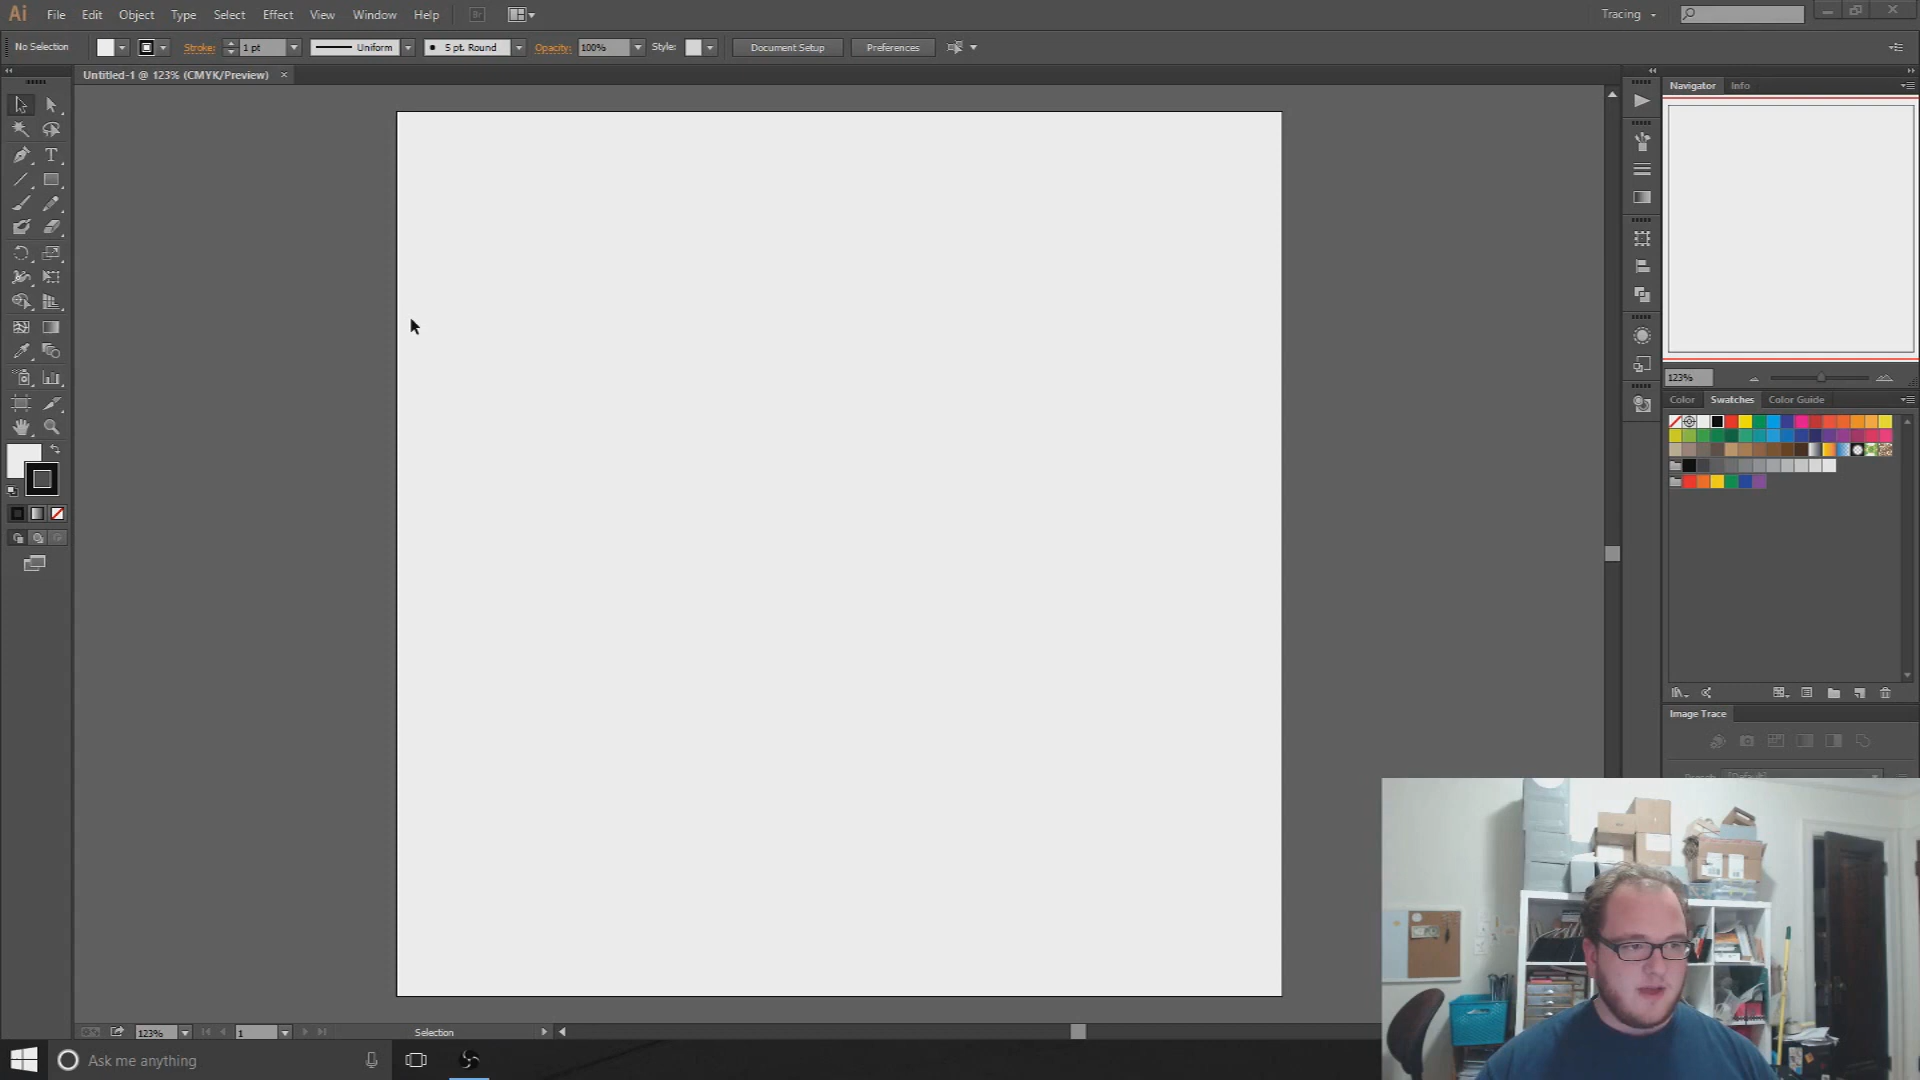 Ai File Edit Object Type Select Effect View Window Help Br Tracing
No Selection Stroke: 1 pt Uniform 5 pt. Round Opacity: 100% Style: Document Setup Preferences
Untitled-1 @ 123% (CMYK/Preview) ×
Navigator Info
123%
Color Swatches Color Guide
Image Trace
123% 1 Selection
Ask me anything